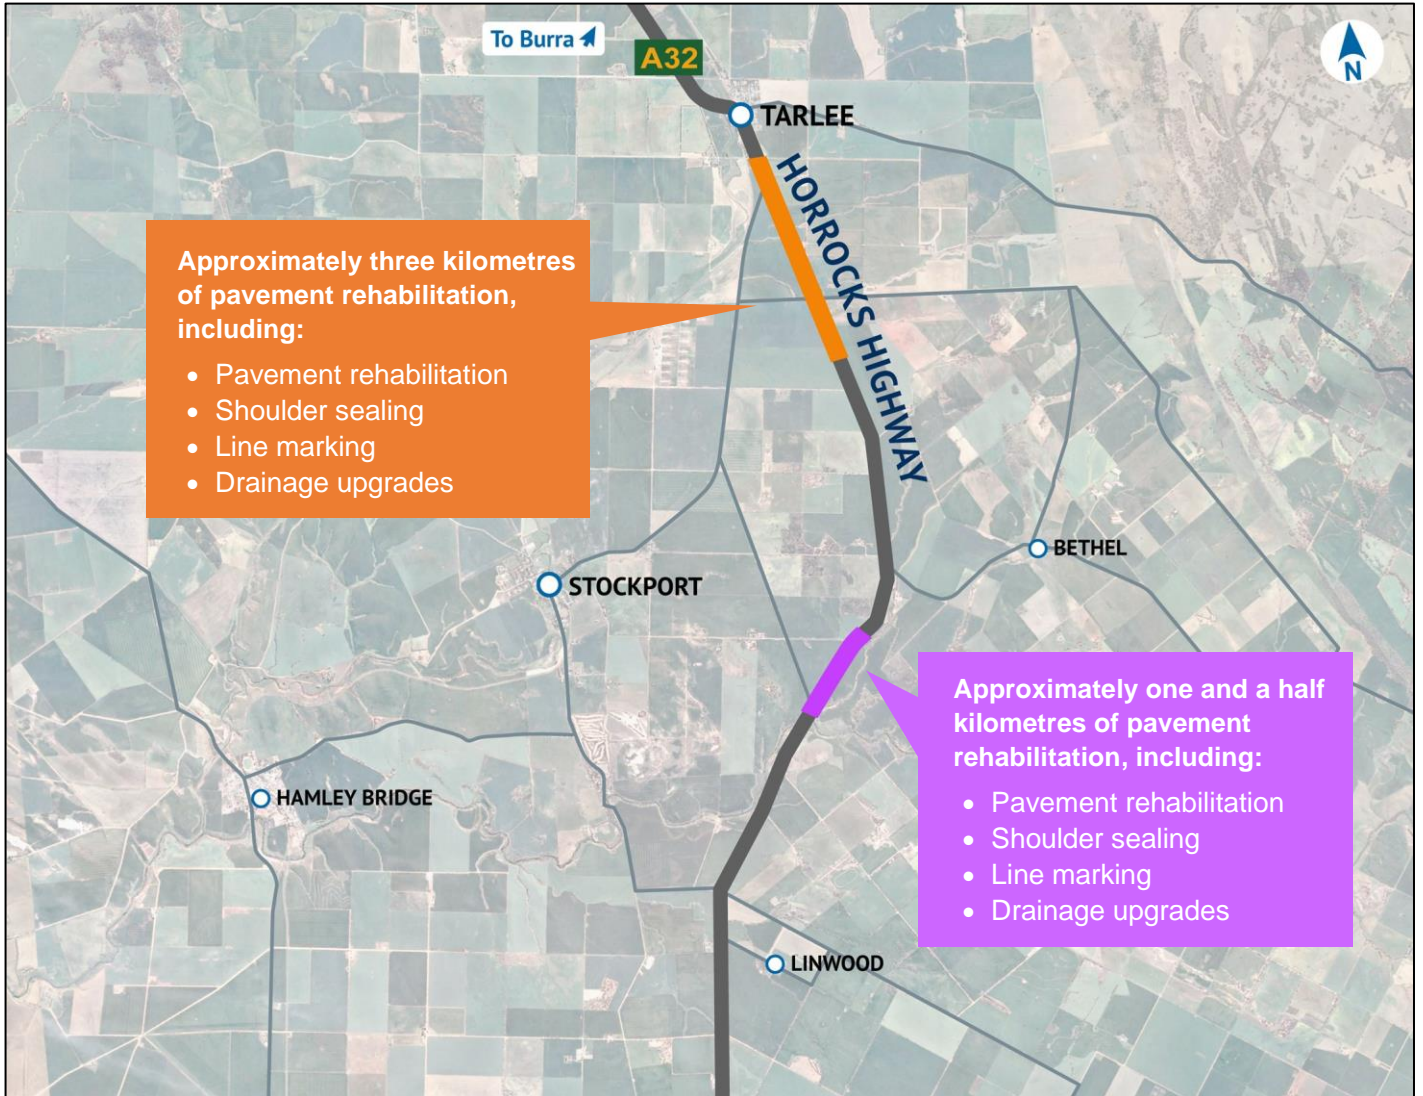 To Burra
A32
N
TARLEE
HORROCKS HIGHWAY
Approximately three kilometres
of pavement rehabilitation,
including:
• Pavement rehabilitation
• Shoulder sealing
• Line marking
• Drainage upgrades
BETHEL
STOCKPORT
Approximately one and a half
kilometres of pavement
rehabilitation, including:
• Pavement rehabilitation
• Shoulder sealing
• Line marking
• Drainage upgrades
HAMLEY BRIDGE
LINWOOD